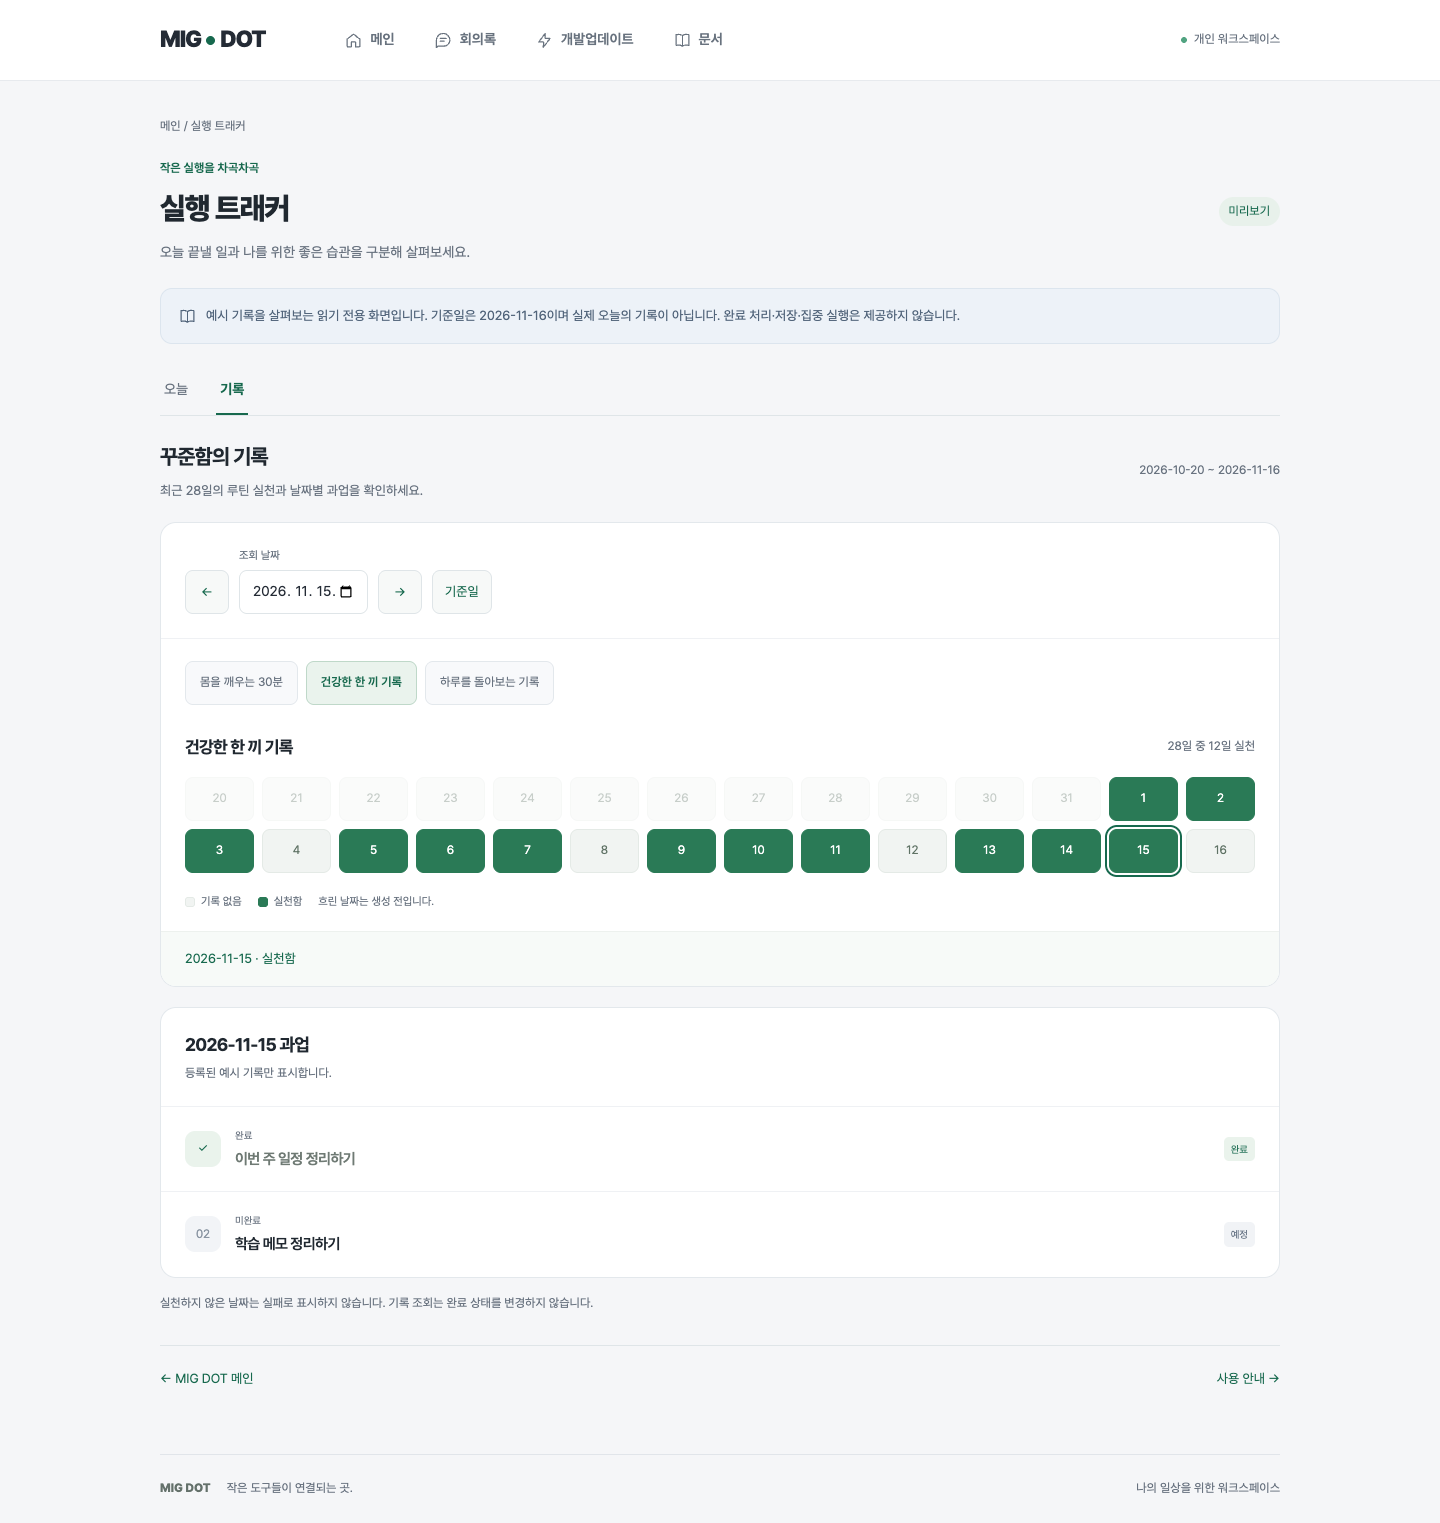 MIG DOT 메인 회의록 개발업데이트 문서 개인 워크스페이스
메인 / 실행 트래커
작은 실행을 차곡차곡
실행 트래커
미리보기
오늘 끝낼 일과 나를 위한 좋은 습관을 구분해 살펴보세요.
예시 기록을 살펴보는 읽기 전용 화면입니다. 기준일은 2026-11-16이며 실제 오늘의 기록이 아닙니다. 완료 처리·저장·집중 실행은 제공하지 않습니다.
오늘 기록
꾸준함의 기록
2026-10-20 ~ 2026-11-16
최근 28일의 루틴 실천과 날짜별 과업을 확인하세요.
조회 날짜
← 2026. 11. 15. → 기준일
몸을 깨우는 30분 건강한 한 끼 기록 하루를 돌아보는 기록
건강한 한 끼 기록 28일 중 12일 실천
20 21 22 23 24 25 26 27 28 29 30 31 1 2
3 4 5 6 7 8 9 10 11 12 13 14 15 16
기록 없음 실천함 흐린 날짜는 생성 전입니다.
2026-11-15 · 실천함
2026-11-15 과업
등록된 예시 기록만 표시합니다.
완료
이번 주 일정 정리하기
완료
02
미완료
학습 메모 정리하기
예정
실천하지 않은 날짜는 실패로 표시하지 않습니다. 기록 조회는 완료 상태를 변경하지 않습니다.
← MIG DOT 메인 사용 안내 →
MIG DOT 작은 도구들이 연결되는 곳. 나의 일상을 위한 워크스페이스